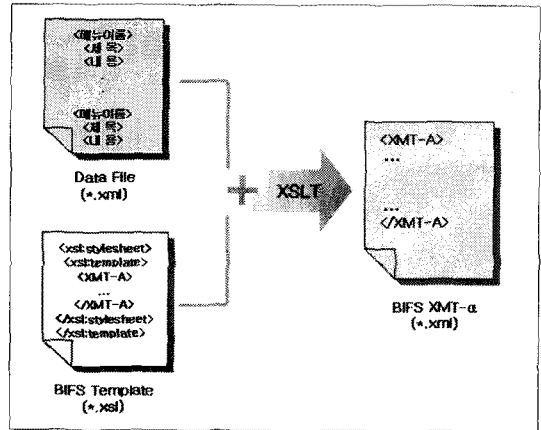 <메뉴이름>
<제 목>
<내 용>
.
.
<메뉴이름>
<제 목>
<내 용>
Data File
(*.xml)
<xsl:stylesheet>
<xsl:template>
<XMT-A>
...
</XMT-A>
</xsl:stylesheet>
</xsl:template>
BIFS Template
(*.xsl)
+
XSLT
<XMT-A>
...
...
</XMT-A>
BIFS XMT-α
(*.xml)